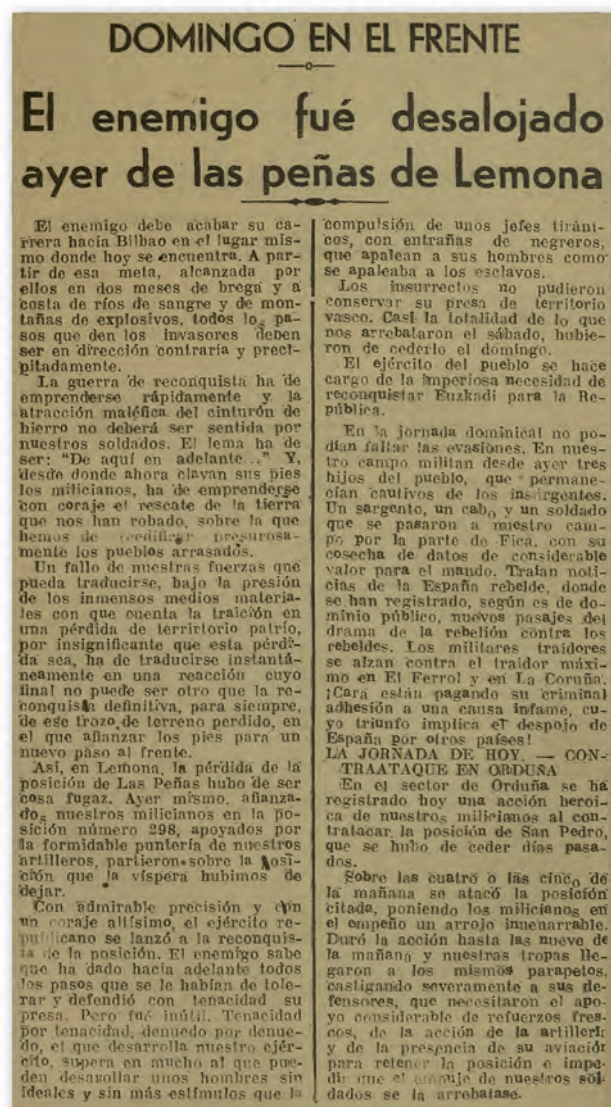 DOMINGO EN EL FRENTE
El enemigo fué desalojado
ayer de las peñas de Lemona
El enemigo debe acabar su ca-
rrera hacia Bilbao en el lugar mis-
mo donde hoy se encuentra. A par-
tir de esa meta, alcanzada por
ellos en dos meses de brega y a
costa de ríos de sangre y de mon-
tañas de explosivos, todos los pa-
sos que den los invasores deben
ser en dirección contraria y preci-
pitadamente.
La guerra de reconquista ha de
emprenderse rápidamente y la
atracción maléfica del cinturón de
hierro no deberá ser sentida por
nuestros soldados. El lema ha de
ser: "De aquí en adelante..." Y,
desde donde ahora clavan sus pies
los milicianos, ha de emprenderse
con coraje el rescate de la tierra
que nos han robado, sobre la que
hemos de reedificar presurosa-
mente los pueblos arrasados.
Un fallo de nuestras fuerzas que
pueda traducirse, bajo la presión
de los inmensos medios materia-
les con que cuenta la traición en
una pérdida de terrirtorio patrio,
por insignificante que esta pérdi-
da sea, ha de traducirse instantá-
neamente en una reacción cuyo
final no puede ser otro que la re-
conquista definitiva, para siempre,
de ese trozo de terreno perdido, en
el que afianzar los pies para un
nuevo paso al frente.
Así, en Lemona, la pérdida de la
posición de Las Peñas hubo de ser
cosa fugaz. Ayer mismo, afianza-
dos nuestros milicianos en la po-
sición número 298, apoyados por
la formidable puntería de nuestros
artilleros, partieron sobre la posi-
ción que la víspera hubimos de
dejar.
Con admirable precisión y con
un coraje altísimo, el ejército re-
publicano se lanzó a la reconquis-
ta de la posición. El enemigo sabe
que ha dado hacia adelante todos
los pasos que se le habían de tole-
rar y defendió con tenacidad su
presa. Pero fué inútil. Tenacidad
por tenacidad, denuedo por denue-
do, el que desarrolla nuestro ejér-
cito, supera en mucho al que pue-
den desarollar unos hombres sin
ideales y sin más estímulos que la
compulsión de unos jefes tiráni-
cos, con entrañas de negreros,
que apalean a sus hombres como
se apaleaba a los esclavos.
Los insurrectos no pudieron
conservar su presa de territorio
vasco. Casi la totalidad de lo que
nos arrebataron el sábado, hubie-
ron de cederlo el domingo.
El ejército del pueblo se hace
cargo de la imperiosa necesidad de
reconquistar Euzkadi para la Re-
pública.
En la jornada dominical no po-
dían faltar las evasiones. En nues-
tro campo militan desde ayer tres
hijos del pueblo, que permane-
cían cautivos de los insurgentes.
Un sargento, un cabo y un soldado
que se pasaron a nuestro cam-
po por la parte de Fica, con su
cosecha de datos de considerable
valor para el mando. Tratan noti-
cias de la España rebelde, donde
se han registrado, según es de do-
minio público, nuevos pasajes del
drama de la rebelión contra los
rebeldes. Los militares traidores
se alzan contra el traidor máxi-
mo en El Ferrol y en La Coruña.
¡Cara están pagando su criminal
adhesión a una causa infame, cu-
yo triunfo implica el despojo de
España por otros países!
LA JORNADA DE HOY. — CON-
TRAATAQUE EN ORDUÑA
En el sector de Orduña se ha
registrado hoy una acción heroi-
ca de nuestros milicianos al con-
tratacar la posición de San Pedro,
que se hubo de ceder días pasa-
dos.
Sobre las cuatro o las cinco de
la mañana se atacó la posición
citada, poniendo los milicianos en
el empeño un arrojo innenarrable.
Duró la acción hasta las nueve de
la mañana y nuestras tropas lle-
garon a los mismos parapetos,
castigando severamente a sus de-
fensores, que necesitaron el apo-
yo considerable de refuerzos fres-
cos, de la acción de la artillería
y de la presencia de su aviación
para retener la posición e impe-
dir que el empuje de nuestros sol-
dados se la arrebatase.